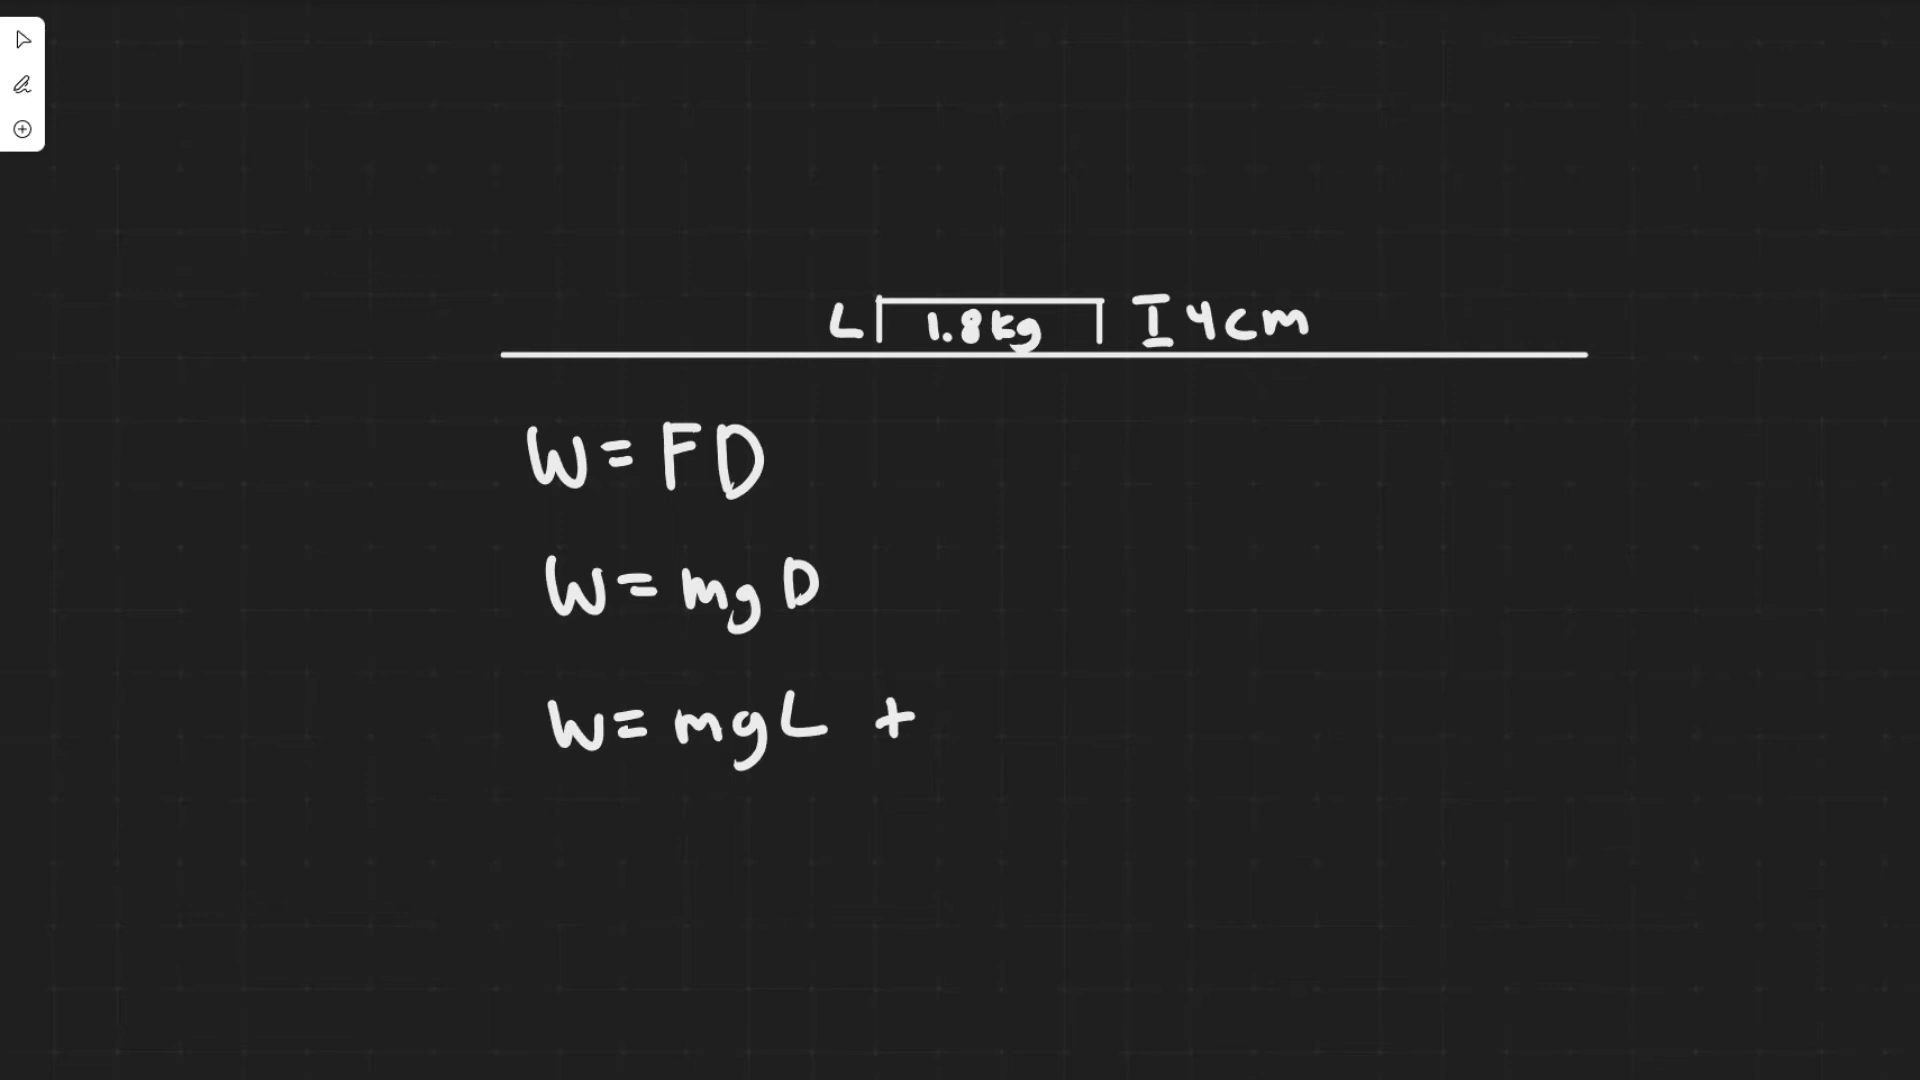 L 1.8kg 4cm
W = FD
W = mgD
W = mgL +